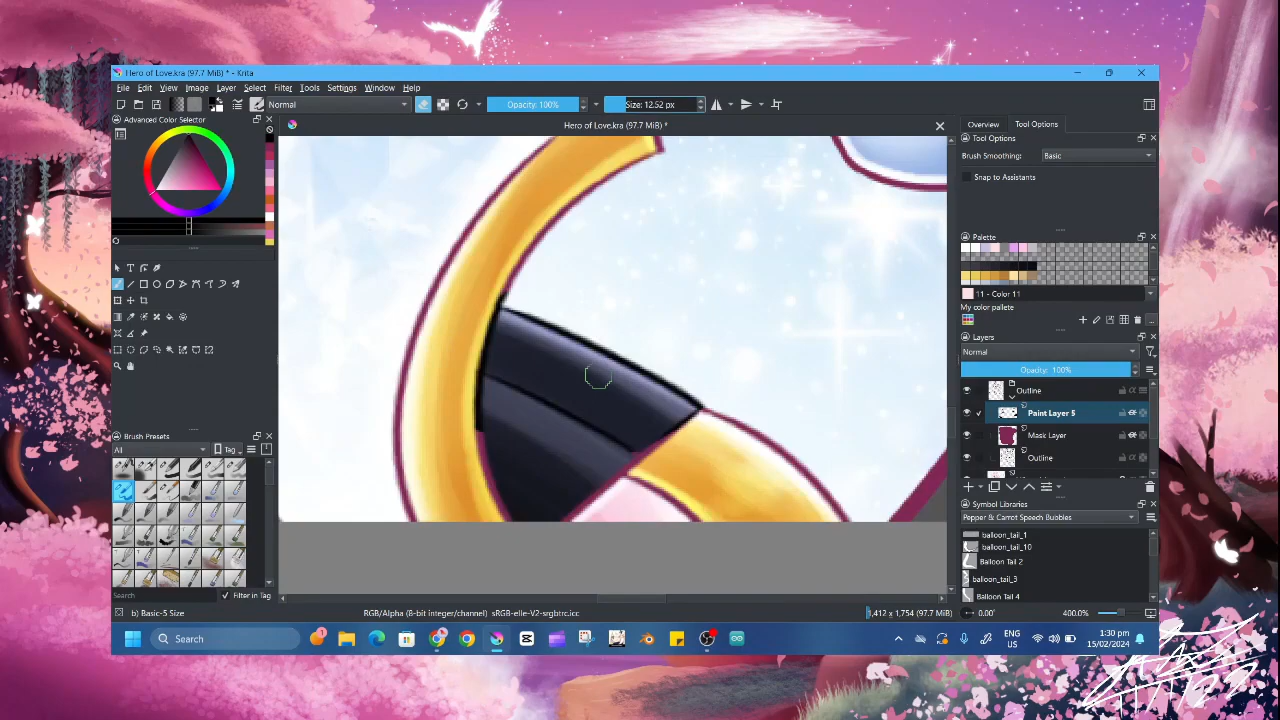 Hero of Love.kra (97.7 MiB) * - Krita
File Edit View Image Layer Select Filter Tools Settings Window Help
Normal
Opacity: 100%
Size: 12.52 px
Advanced Color Selector
Hero of Love.kra (97.7 MiB) *
Overview Tool Options
Tool Options
Brush Smoothing: Basic
Snap to Assistants
Palette
11 - Color 11
My color palette
...
Layers
Normal
Opacity: 100%
Outline
Paint Layer 5
Mask Layer
Outline
Brush Presets
All
Tag
Symbol Libraries
Pepper & Carrot Speech Bubbles
balloon_tail_1
balloon_tail_10
Balloon Tail 2
balloon_tail_3
Balloon Tail 4
Search
Filter in Tag
b) Basic-5 Size
RGB/Alpha (8-bit integer/channel) sRGB-elle-V2-srgbtrc.icc
1,412 x 1,754 (97.7 MiB)
0.00°
400.0%
Search
ENG
US
1:30 pm
15/02/2024